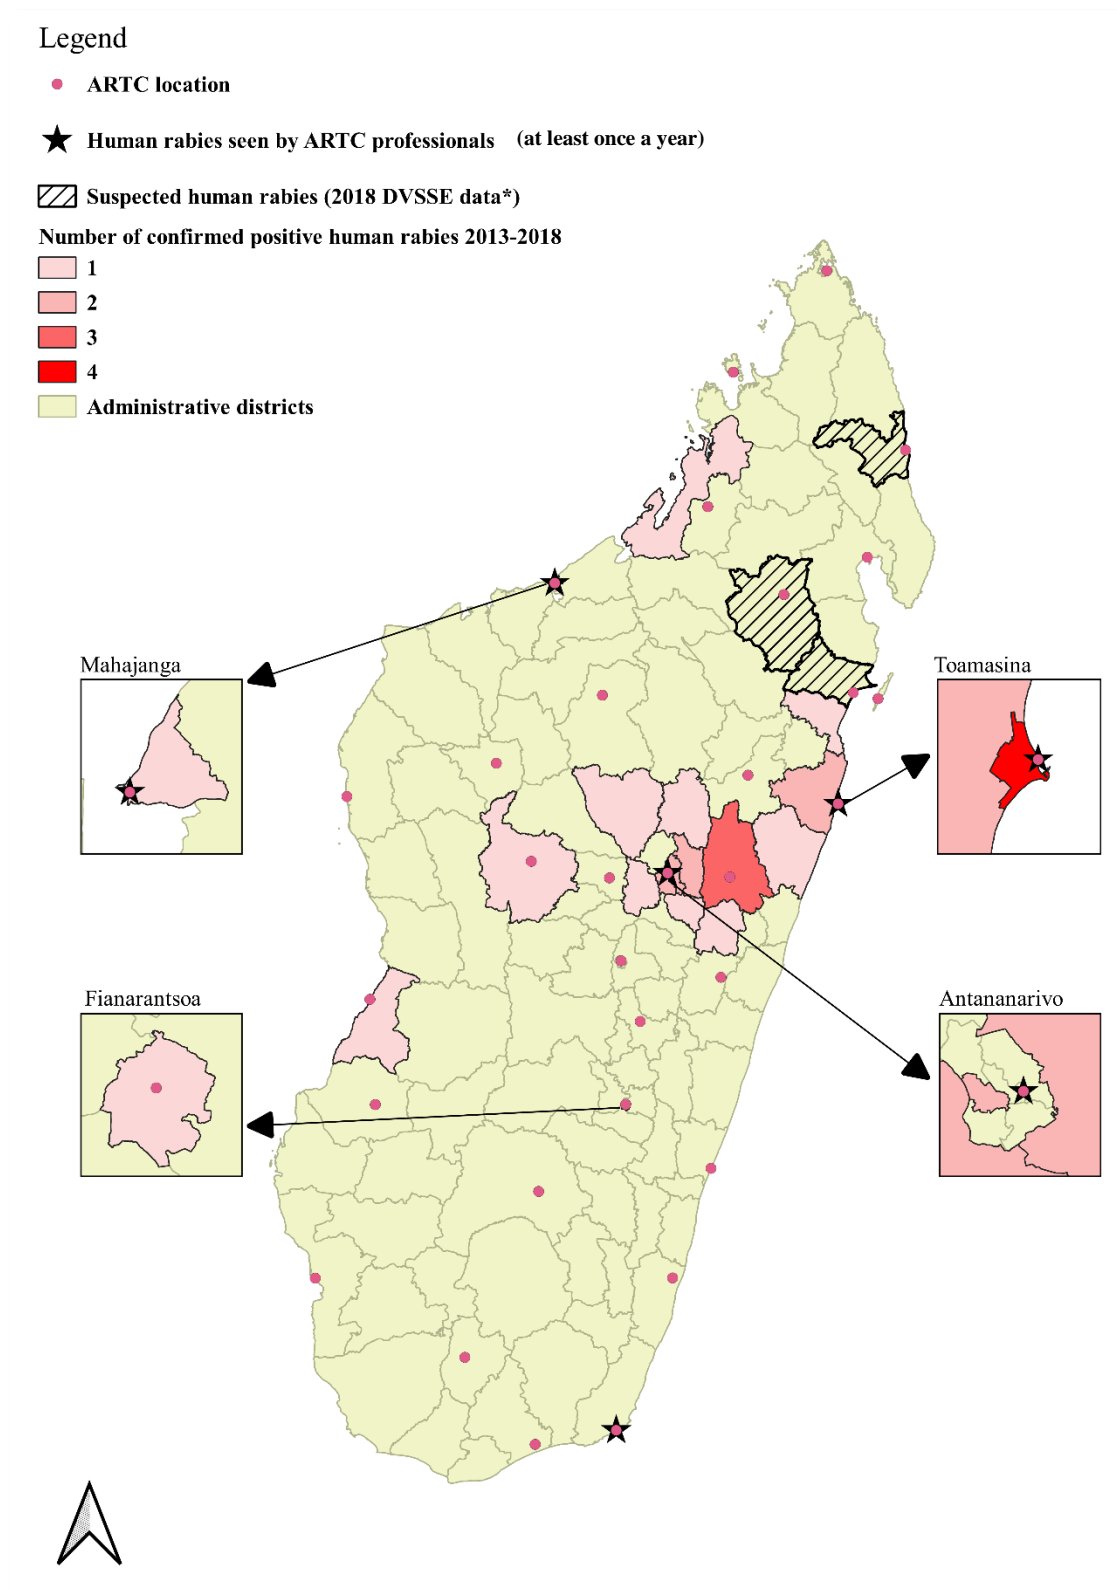 Legend
ARTC location
Human rabies seen by ARTC professionals (at least once a year)
Suspected human rabies (2018 DVSSE data*)
Number of confirmed positive human rabies 2013-2018
1
2
3
4
Administrative districts
Mahajanga
Toamasina
Fianarantsoa
Antananarivo